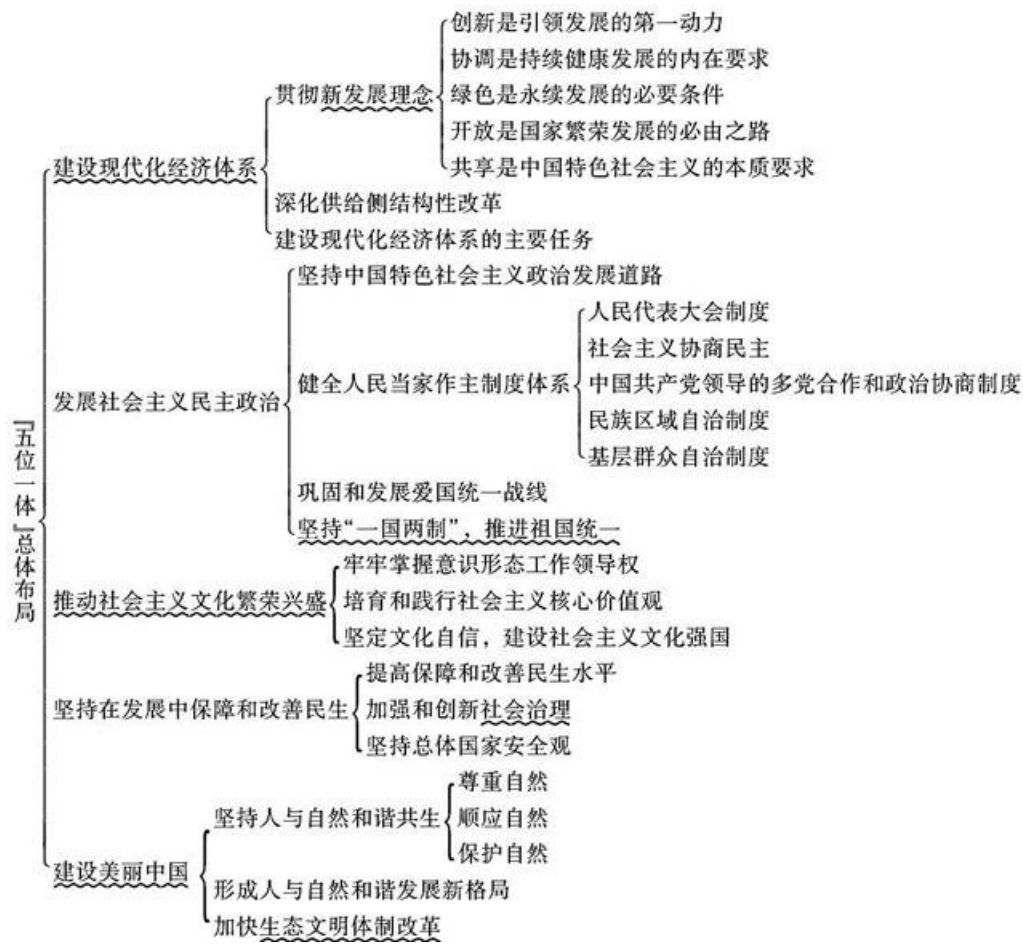 创新是引领发展的第一动力
协调是持续健康发展的内在要求
贯彻新发展理念
绿色是永续发展的必要条件
开放是国家繁荣发展的必由之路
建设现代化经济体系
共享是中国特色社会主义的本质要求
深化供给侧结构性改革
建设现代化经济体系的主要任务
坚持中国特色社会主义政治发展道路
人民代表大会制度
社会主义协商民主
健全人民当家作主制度体系
中国共产党领导的多党合作和政治协商制度
发展社会主义民主政治
民族区域自治制度
基层群众自治制度
“五位一体”总体布局
巩固和发展爱国统一战线
坚持“一国两制”，推进祖国统一
牢牢掌握意识形态工作领导权
推动社会主义文化繁荣兴盛
培育和践行社会主义核心价值观
坚定文化自信，建设社会主义文化强国
提高保障和改善民生水平
坚持在发展中保障和改善民生
加强和创新社会治理
坚持总体国家安全观
尊重自然
坚持人与自然和谐共生
顺应自然
保护自然
建设美丽中国
形成人与自然和谐发展新格局
加快生态文明体制改革